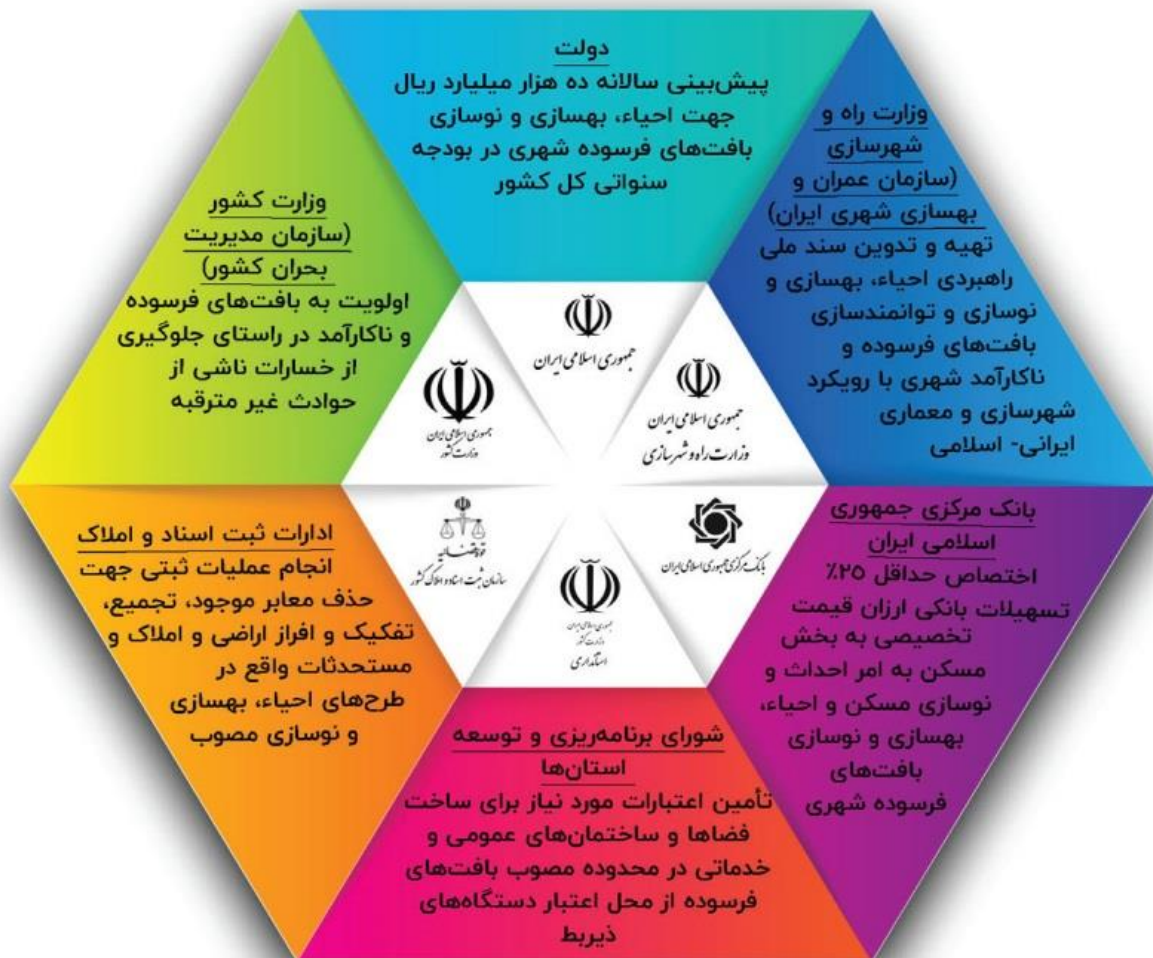 دولت
پیش‌بینی سالانه ده هزار میلیارد ریال
جهت احیاء، بهسازی و نوسازی
بافت‌های فرسوده شهری در بودجه
سنواتی کل کشور
وزارت راه و
شهرسازی
(سازمان عمران و
بهسازی شهری ایران)
تهیه و تدوین سند ملی
راهبردی احیاء، بهسازی و
نوسازی و توانمندسازی
بافت‌های فرسوده و
ناکارآمد شهری با رویکرد
شهرسازی و معماری
ایرانی- اسلامی
وزارت کشور
(سازمان مدیریت
بحران کشور)
اولویت به بافت‌های فرسوده
و ناکارآمد در راستای جلوگیری
از خسارات ناشی از
حوادث غیر مترقبه
جمهوری اسلامی ایران
جمهوری اسلامی ایران
وزارت راه و شهرسازی
جمهوری اسلامی ایران
وزارت کشور
بانک مرکزی جمهوری اسلامی ایران
قوه قضائیه
سازمان ثبت اسناد و املاک کشور
جمهوری اسلامی ایران
وزارت کشور
استانداری
بانک مرکزی جمهوری
اسلامی ایران
اختصاص حداقل ۲۵٪
تسهیلات بانکی ارزان قیمت
تخصیصی به بخش
مسکن به امر احداث و
نوسازی مسکن و احیاء،
بهسازی و نوسازی
بافت‌های
فرسوده شهری
ادارات ثبت اسناد و املاک
انجام عملیات ثبتی جهت
حذف معابر موجود، تجمیع،
تفکیک و افراز اراضی و املاک و
مستحدثات واقع در
طرح‌های احیاء، بهسازی
و نوسازی مصوب
شورای برنامه‌ریزی و توسعه
استان‌ها
تأمین اعتبارات مورد نیاز برای ساخت
فضاها و ساختمان‌های عمومی و
خدماتی در محدوده مصوب بافت‌های
فرسوده از محل اعتبار دستگاه‌های
ذیربط